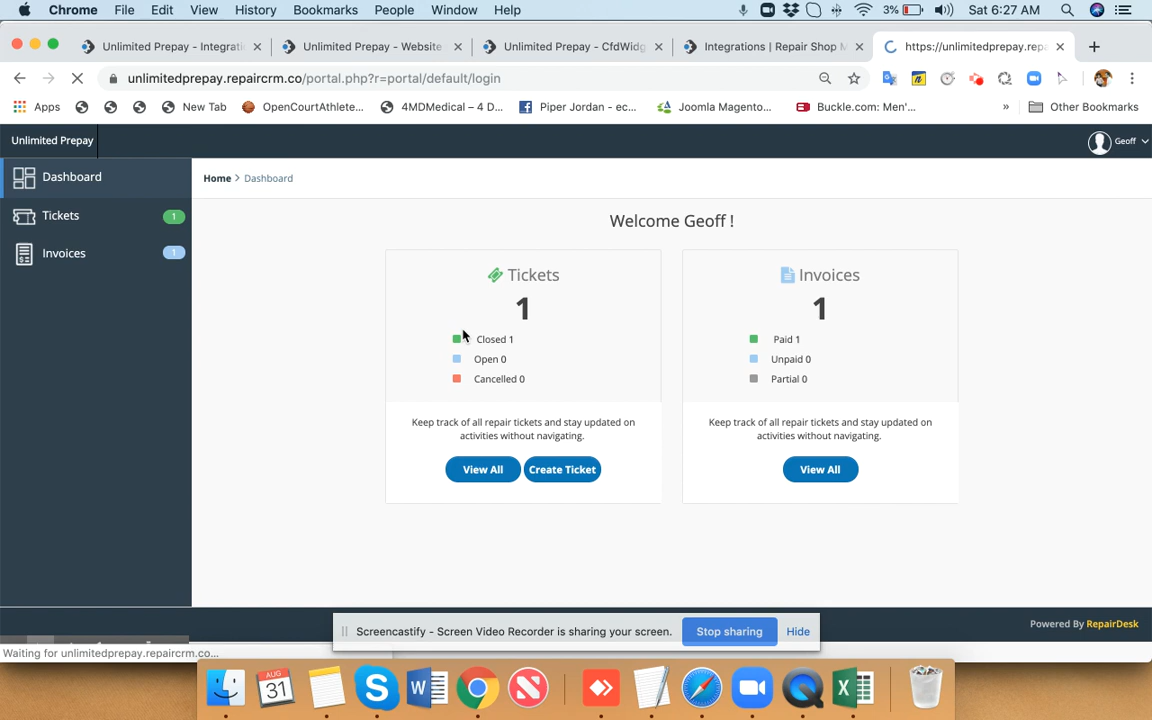 Chrome File Edit View History Bookmarks People Window Help 3% Sat 6:27 AM
Unlimited Prepay - Integrati Unlimited Prepay - Website Unlimited Prepay - CfdWidg Integrations | Repair Shop M https://unlimitedprepay.rep
unlimitedprepay.repaircrm.co/portal.php?r=portal/default/login
Apps New Tab OpenCourtAthlete... 4MDMedical – 4 D... Piper Jordan - ec... Joomla Magento... Buckle.com: Men'... » Other Bookmarks
Unlimited Prepay Geoff
Dashboard
Tickets 1
Invoices 1
Home > Dashboard
Welcome Geoff !
Tickets
1
Closed 1
Open 0
Cancelled 0
Keep track of all repair tickets and stay updated on
activities without navigating.
View All Create Ticket
Invoices
1
Paid 1
Unpaid 0
Partial 0
Keep track of all repair tickets and stay updated on
activities without navigating.
View All
Powered By RepairDesk
Screencastify - Screen Video Recorder is sharing your screen. Stop sharing Hide
Waiting for unlimitedprepay.repaircrm.co...
AUG
31